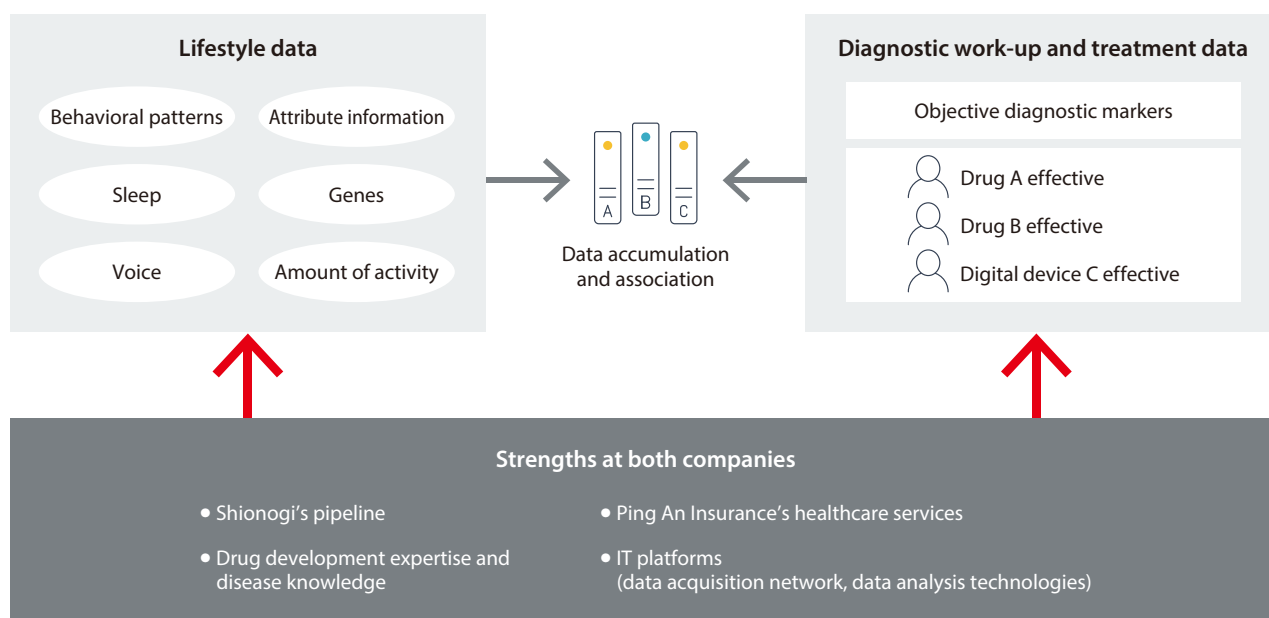 Lifestyle data
Behavioral patterns
Attribute information
Sleep
Genes
Voice
Amount of activity
A
B
C
Data accumulation
and association
Diagnostic work-up and treatment data
Objective diagnostic markers
Drug A effective
Drug B effective
Digital device C effective
Strengths at both companies
● Shionogi’s pipeline
● Drug development expertise and
disease knowledge
● Ping An Insurance’s healthcare services
● IT platforms
(data acquisition network, data analysis technologies)